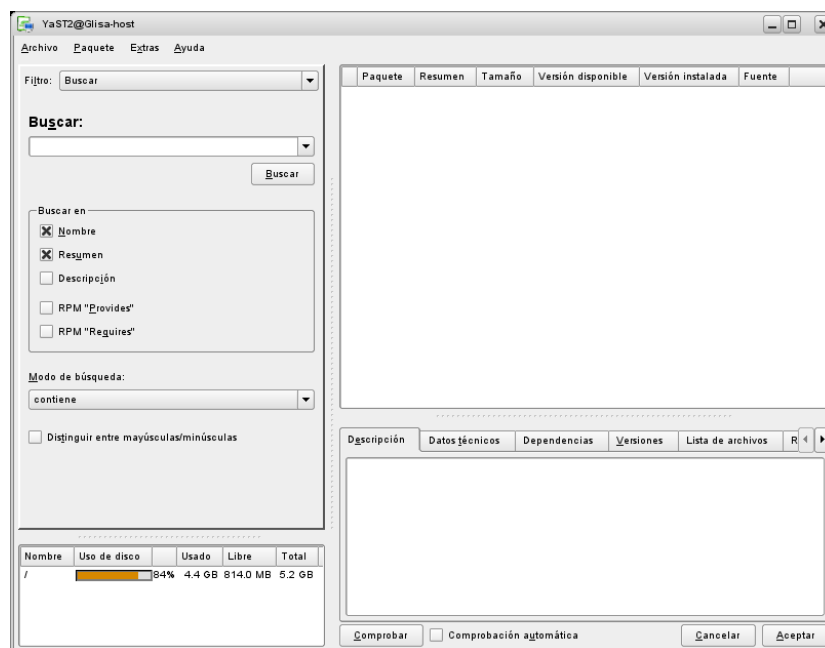 YaST2@Glisa-host
Archivo Paquete Extras Ayuda
Filtro: Buscar
Buscar:
Buscar
Buscar en
Nombre
Resumen
Descripción
RPM "Provides"
RPM "Requires"
Modo de búsqueda:
contiene
Distinguir entre mayúsculas/minúsculas
Nombre Uso de disco Usado Libre Total
/ 84% 4.4 GB 814.0 MB 5.2 GB
Paquete Resumen Tamaño Versión disponible Versión instalada Fuente
Descripción Datos técnicos Dependencias Versiones Lista de archivos R
Comprobar Comprobación automática Cancelar Aceptar